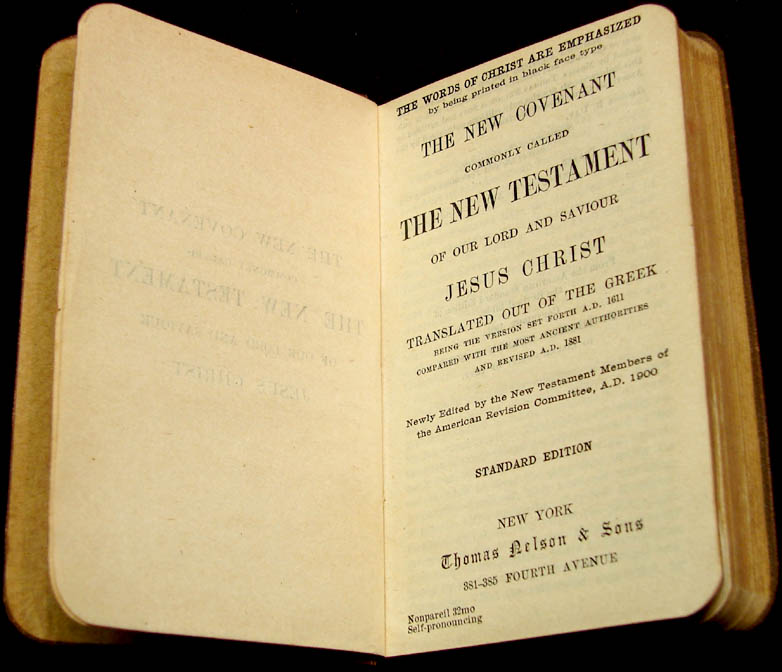 THE WORDS OF CHRIST ARE EMPHASIZED
by being printed in black face type
THE NEW COVENANT
COMMONLY CALLED
THE NEW TESTAMENT
OF OUR LORD AND SAVIOUR
JESUS CHRIST
TRANSLATED OUT OF THE GREEK
BEING THE VERSION SET FORTH A.D. 1611
COMPARED WITH THE MOST ANCIENT AUTHORITIES
AND REVISED A.D. 1881
Newly Edited by the New Testament Members of
the American Revision Committee, A.D. 1900
STANDARD EDITION
NEW YORK
Thomas Nelson & Sons
381-385 FOURTH AVENUE
Nonpareil 32mo
Self-pronouncing